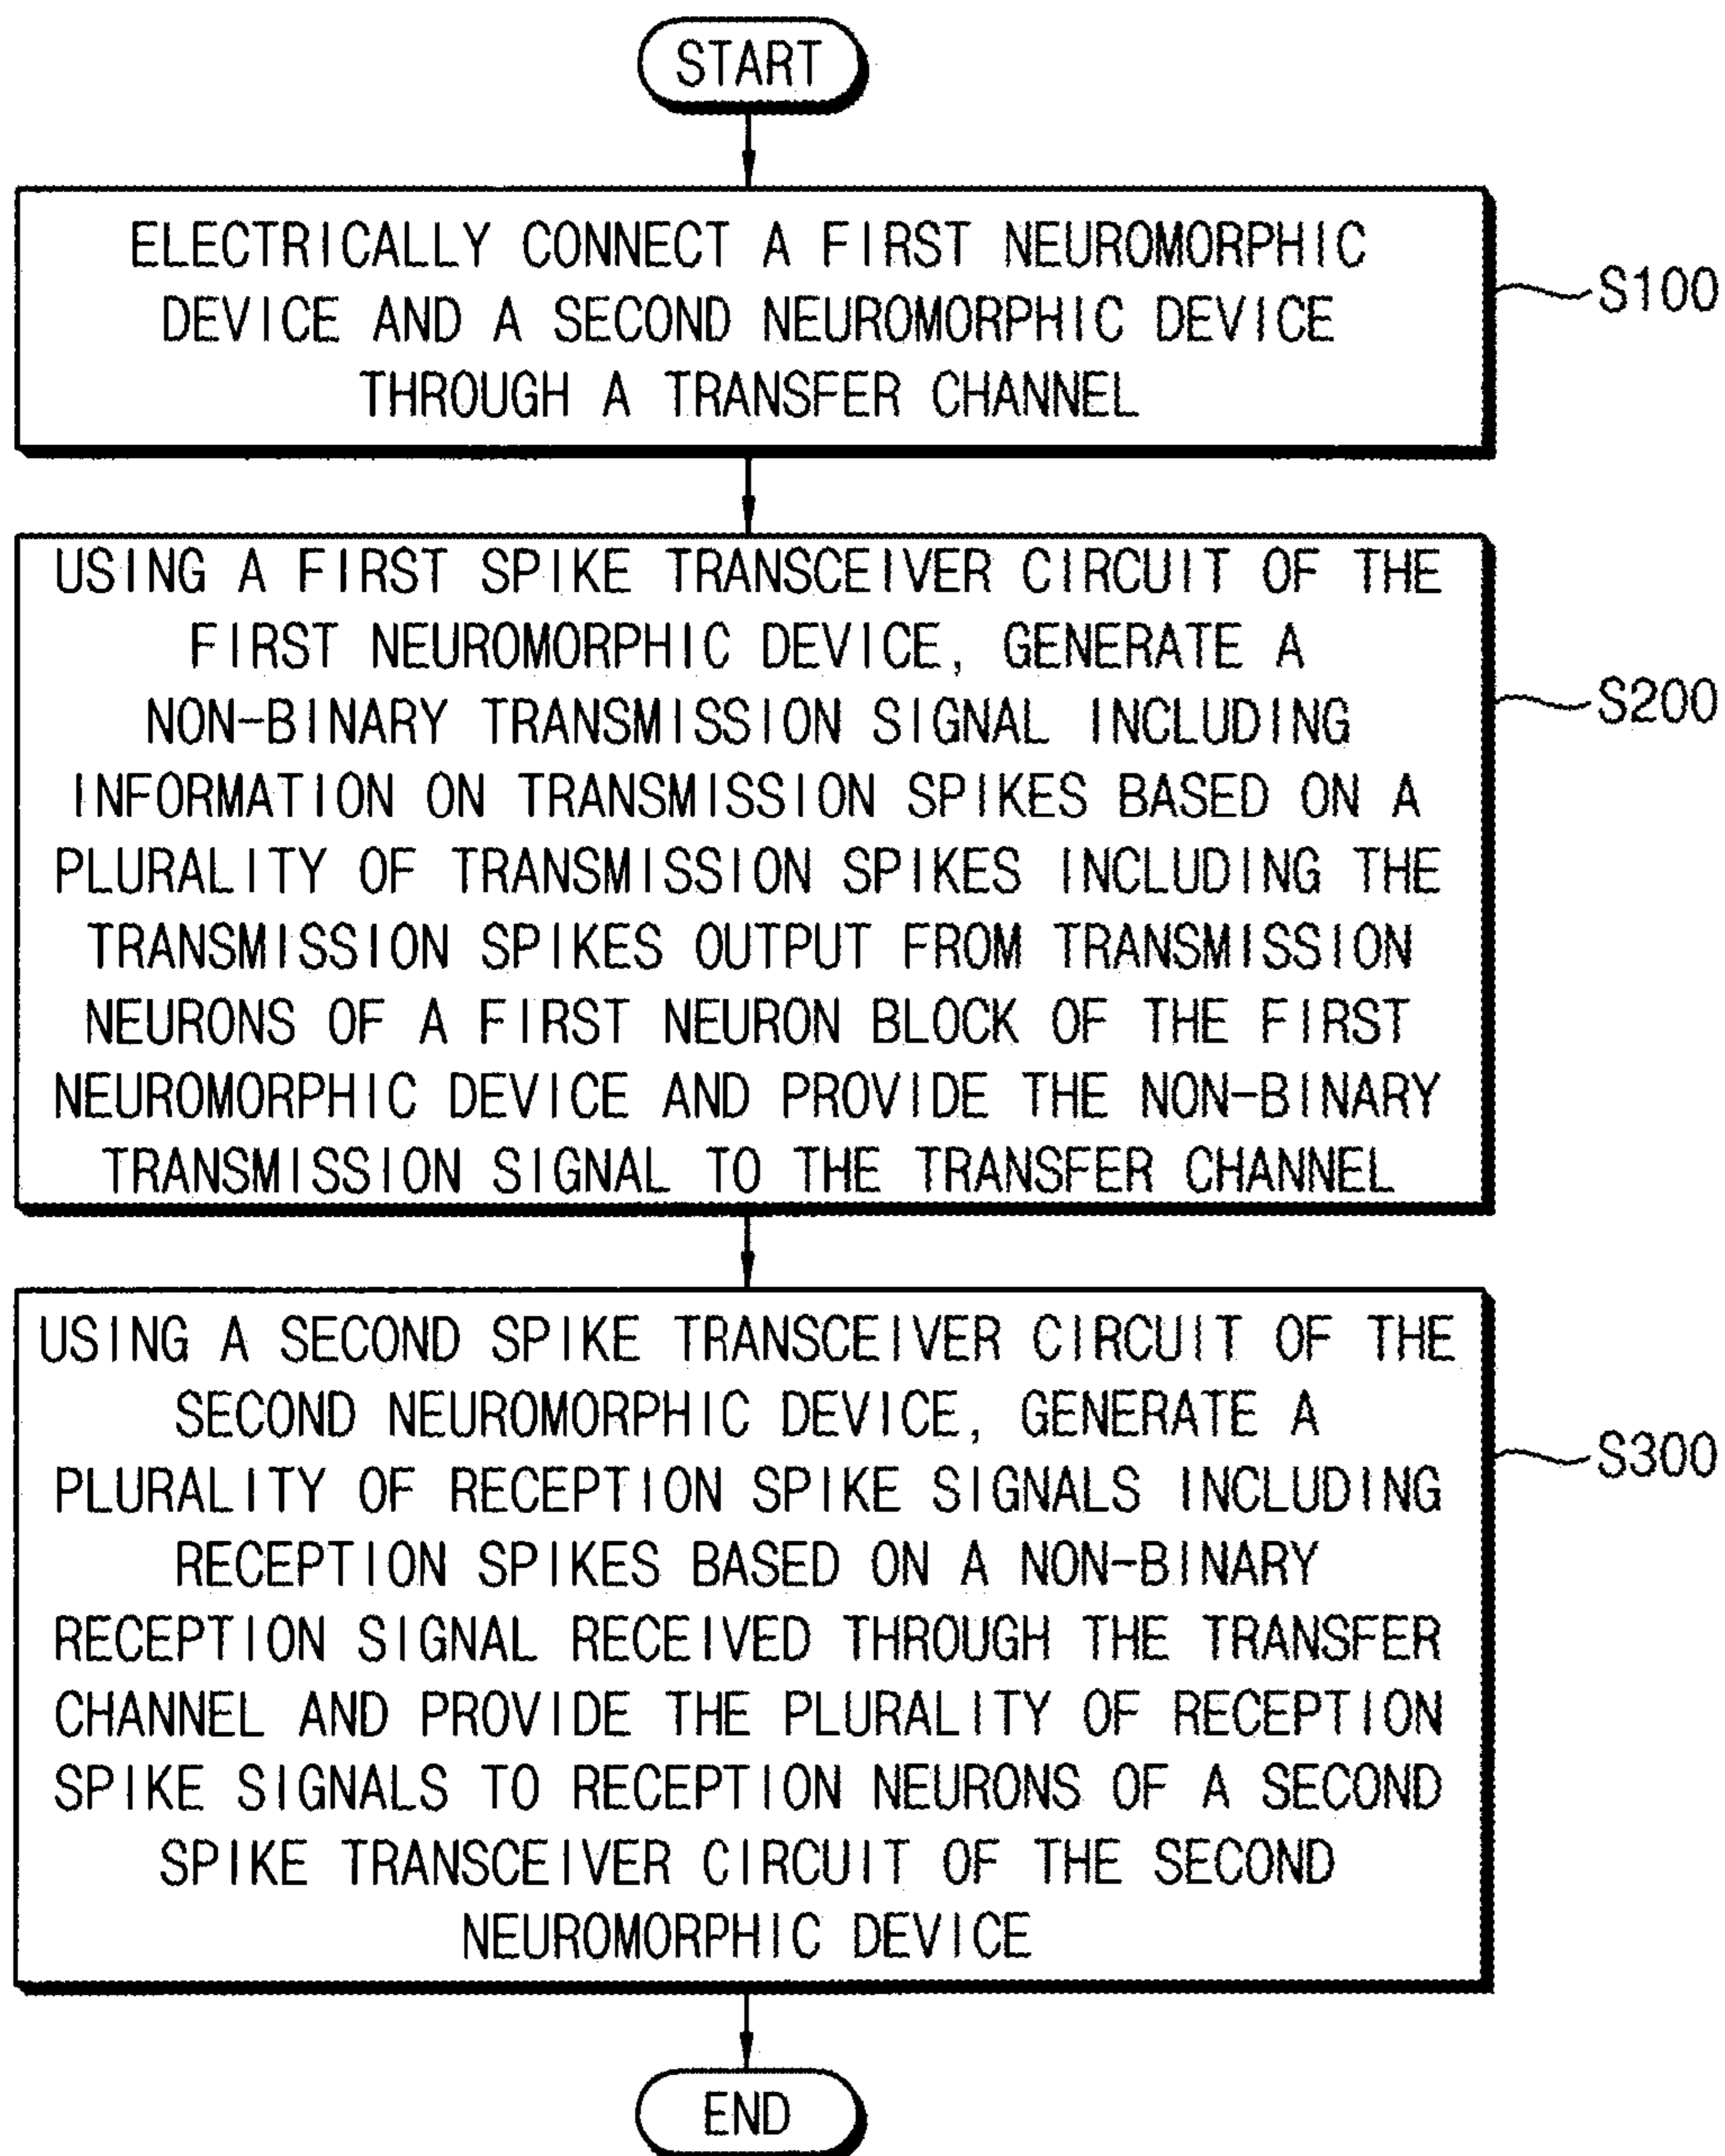 START
ELECTRICALLY CONNECT A FIRST NEUROMORPHIC
DEVICE AND A SECOND NEUROMORPHIC DEVICE
THROUGH A TRANSFER CHANNEL
S100
USING A FIRST SPIKE TRANSCEIVER CIRCUIT OF THE
FIRST NEUROMORPHIC DEVICE, GENERATE A
NON-BINARY TRANSMISSION SIGNAL INCLUDING
INFORMATION ON TRANSMISSION SPIKES BASED ON A
PLURALITY OF TRANSMISSION SPIKES INCLUDING THE
TRANSMISSION SPIKES OUTPUT FROM TRANSMISSION
NEURONS OF A FIRST NEURON BLOCK OF THE FIRST
NEUROMORPHIC DEVICE AND PROVIDE THE NON-BINARY
TRANSMISSION SIGNAL TO THE TRANSFER CHANNEL
S200
USING A SECOND SPIKE TRANSCEIVER CIRCUIT OF THE
SECOND NEUROMORPHIC DEVICE, GENERATE A
PLURALITY OF RECEPTION SPIKE SIGNALS INCLUDING
RECEPTION SPIKES BASED ON A NON-BINARY
RECEPTION SIGNAL RECEIVED THROUGH THE TRANSFER
CHANNEL AND PROVIDE THE PLURALITY OF RECEPTION
SPIKE SIGNALS TO RECEPTION NEURONS OF A SECOND
SPIKE TRANSCEIVER CIRCUIT OF THE SECOND
NEUROMORPHIC DEVICE
S300
END